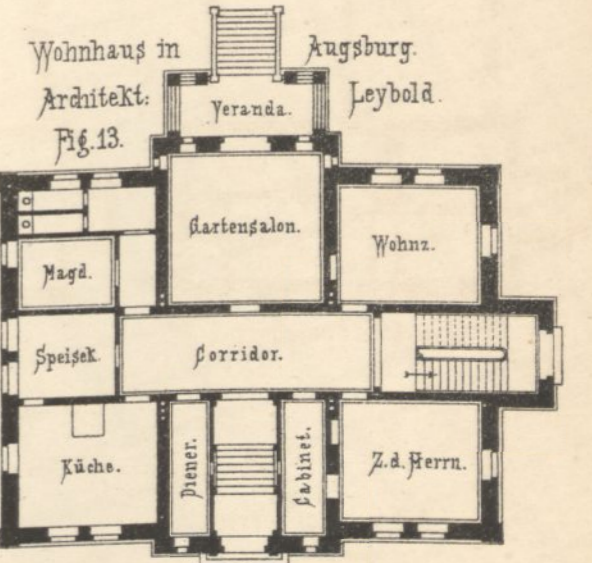 Wohnhaus in Augsburg.
Architekt: Leybold.
Fig. 13.
Veranda.
Gartensalon.
Wohnz.
Magd.
Speisek.
Corridor.
Küche.
Diener.
Cabinet.
Z. d. Herrn.